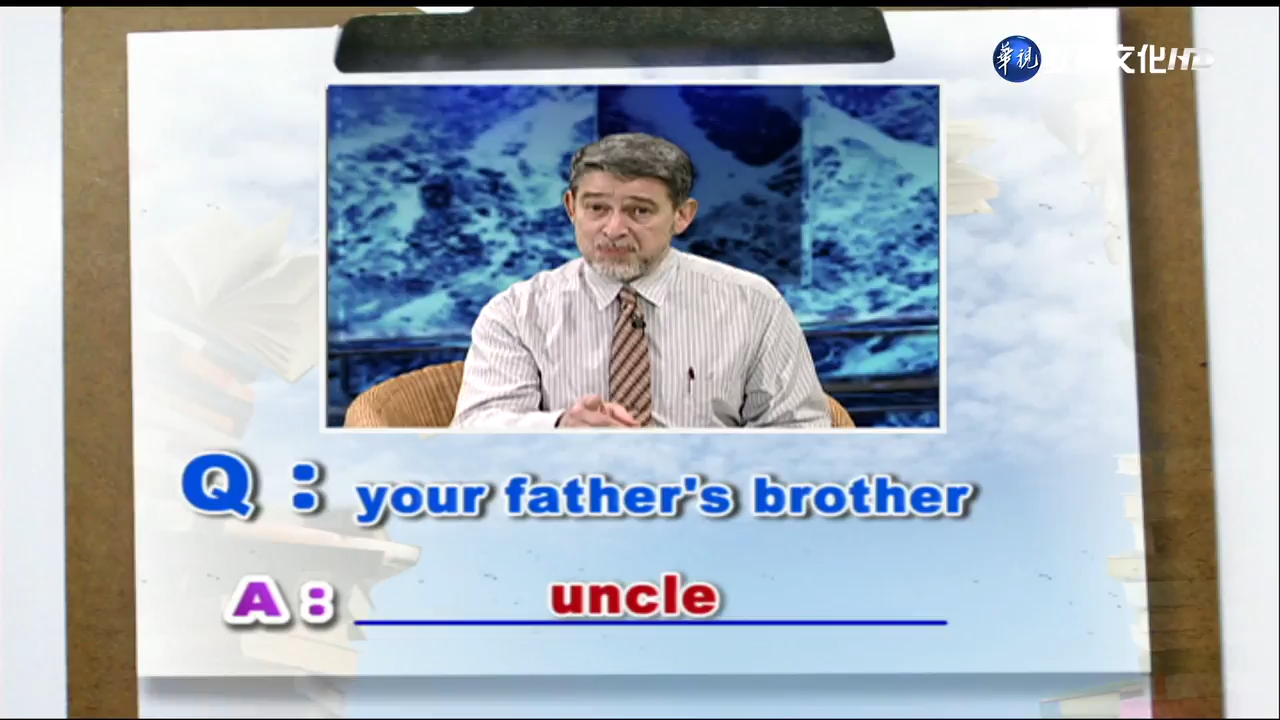 華視
文化HD
Q : your father's brother
A : uncle